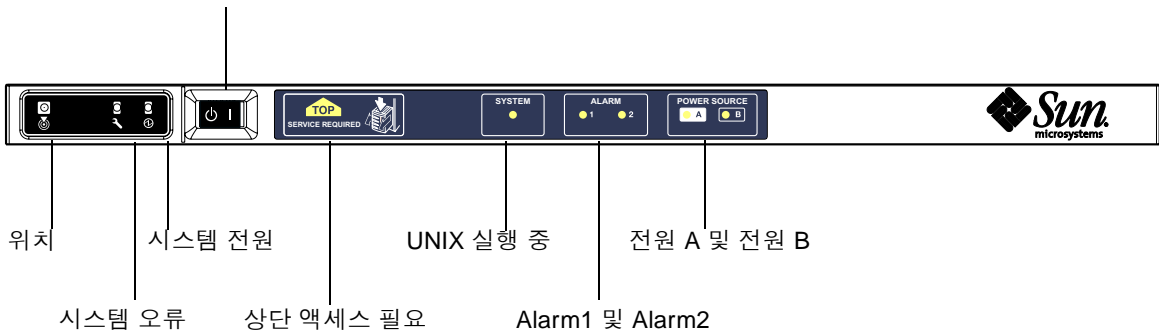 TOP
SERVICE REQUIRED
SYSTEM
ALARM
1 2
POWER SOURCE
A B
Sun.
microsystems
위치 시스템 전원 UNIX 실행 중 전원 A 및 전원 B
시스템 오류 상단 액세스 필요 Alarm1 및 Alarm2